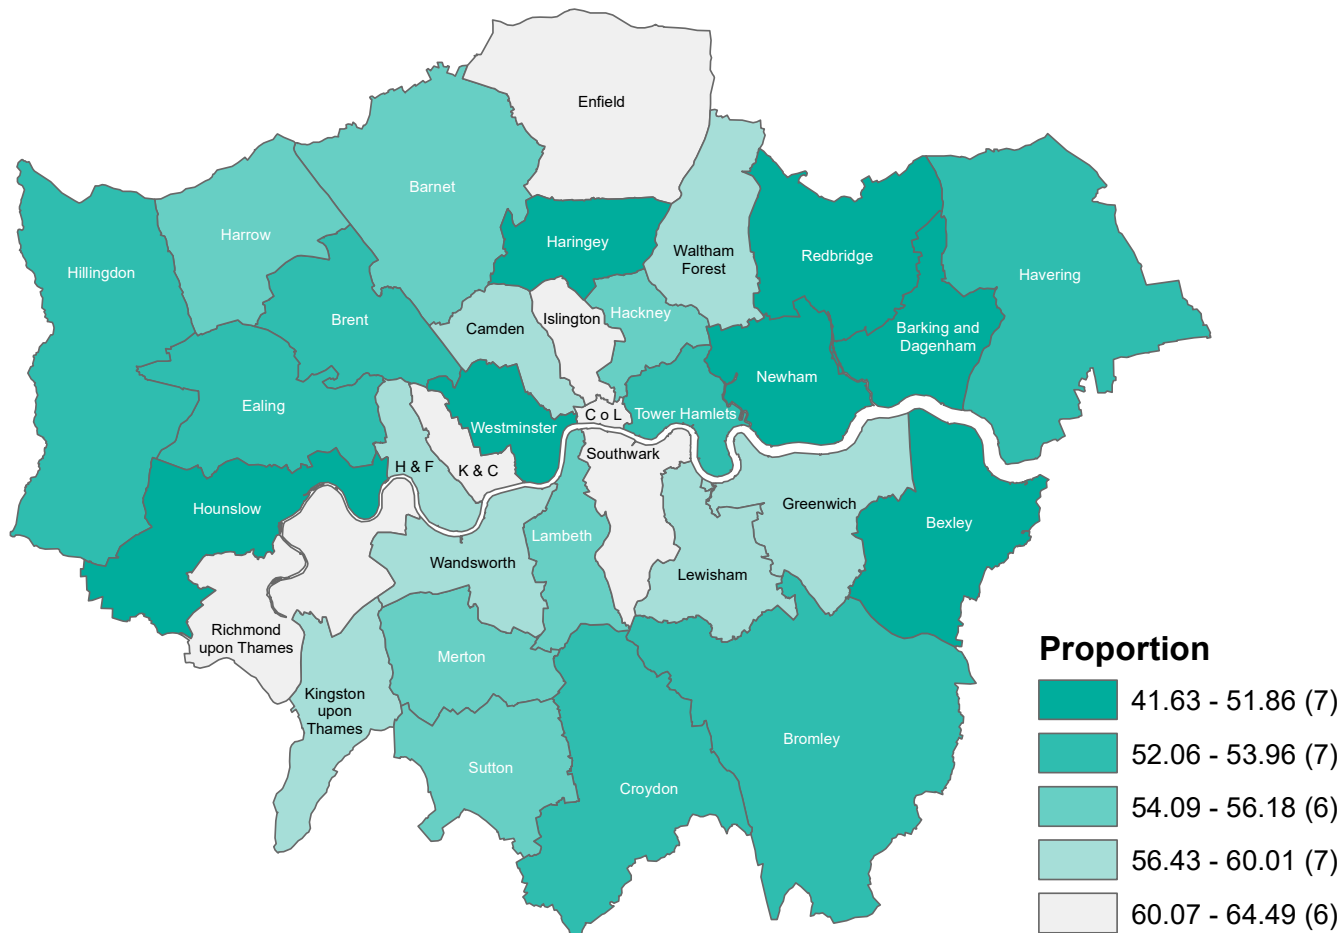 Enfield
Barnet
Harrow
Haringey
Waltham
Forest
Redbridge
Hillingdon
Havering
Brent
Camden
Islington
Hackney
Barking and
Dagenham
Newham
Ealing
Westminster
C o L
Tower Hamlets
H & F
K & C
Southwark
Hounslow
Greenwich
Bexley
Lambeth
Wandsworth
Lewisham
Richmond
upon Thames
Merton
Kingston
upon
Thames
Sutton
Croydon
Bromley
Proportion
41.63 - 51.86 (7)
52.06 - 53.96 (7)
54.09 - 56.18 (6)
56.43 - 60.01 (7)
60.07 - 64.49 (6)